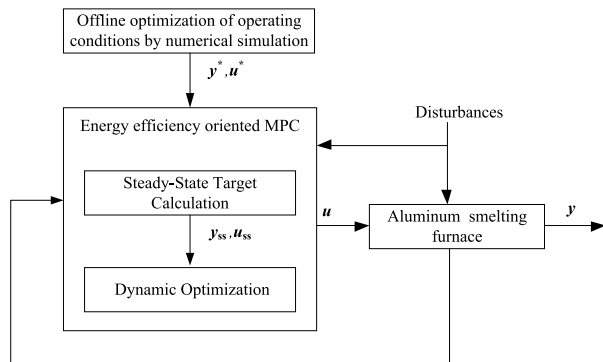 Offline optimization of operating
conditions by numerical simulation
y*,u*
Energy efficiency oriented MPC
Disturbances
Steady-State Target
Calculation
u
Aluminum smelting
furnace
y
yss,uss
Dynamic Optimization